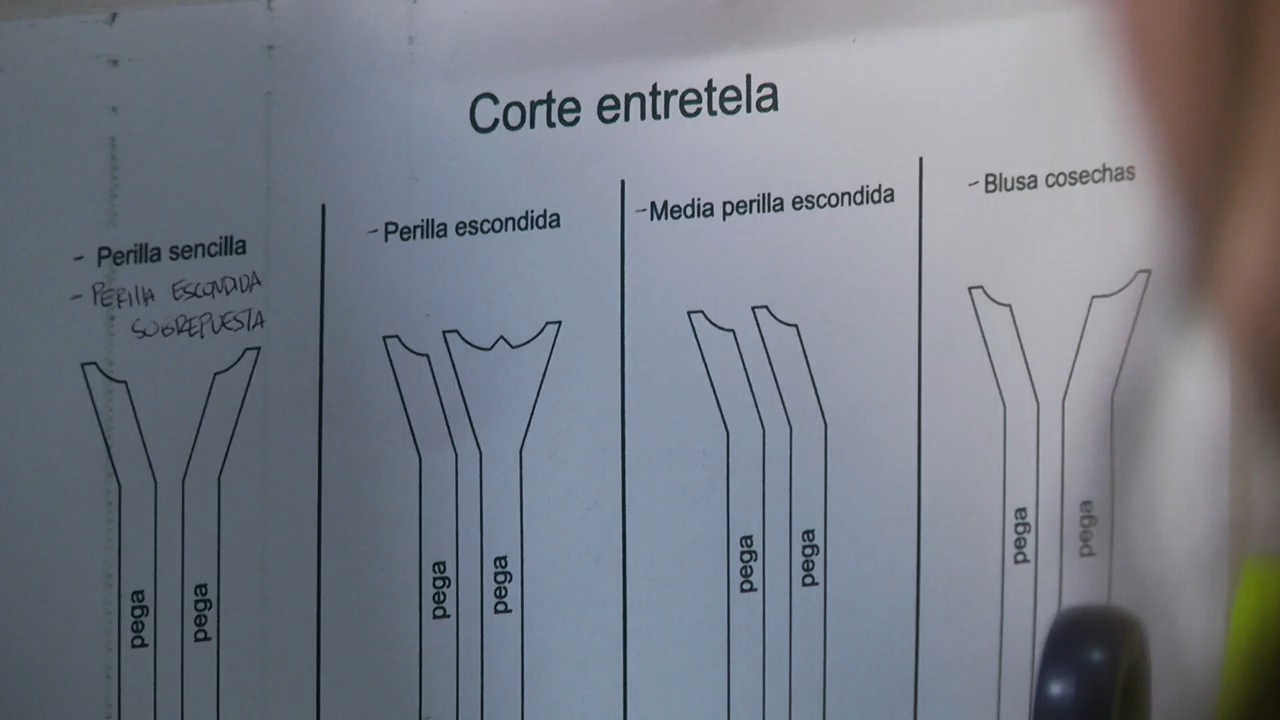 Corte entretela
- Perilla sencilla
- PERILLA ESCONDIDA
SOBREPUESTA
pega
pega
- Perilla escondida
pega
pega
- Media perilla escondida
pega
pega
- Blusa cosechas
pega
pega